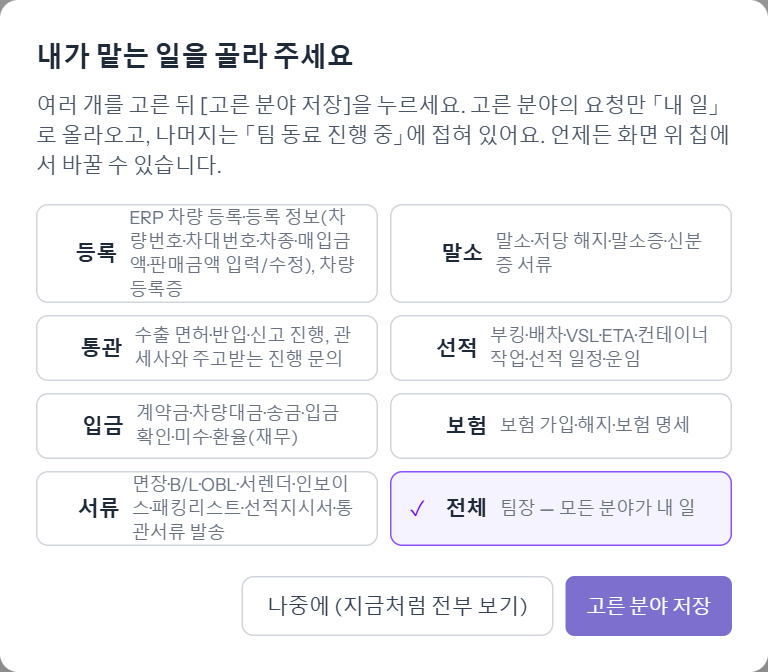 내가 맡는 일을 골라 주세요
여러 개를 고른 뒤 [고른 분야 저장]을 누르세요. 고른 분야의 요청만 「내 일」
로 올라오고, 나머지는 「팀 동료 진행 중」에 접혀 있어요. 언제든 화면 위 칩에
서 바꿀 수 있습니다.
등록
ERP 차량 등록·등록 정보(차
량번호·차대번호·차종·매입금
액·판매금액 입력/수정), 차량
등록증
말소
말소·저당 해지·말소증·신분
증 서류
통관
수출 면허·반입·신고 진행, 관
세사와 주고받는 진행 문의
선적
부킹·배차·VSL·ETA·컨테이너
작업·선적 일정·운임
입금
계약금·차량대금·송금·입금
확인·미수·환율(재무)
보험
보험 가입·해지·보험 명세
서류
면장·B/L·OBL·서렌더·인보이
스·패킹리스트·선적지시서·통
관서류 발송
✓ 전체
팀장 — 모든 분야가 내 일
나중에 (지금처럼 전부 보기)
고른 분야 저장